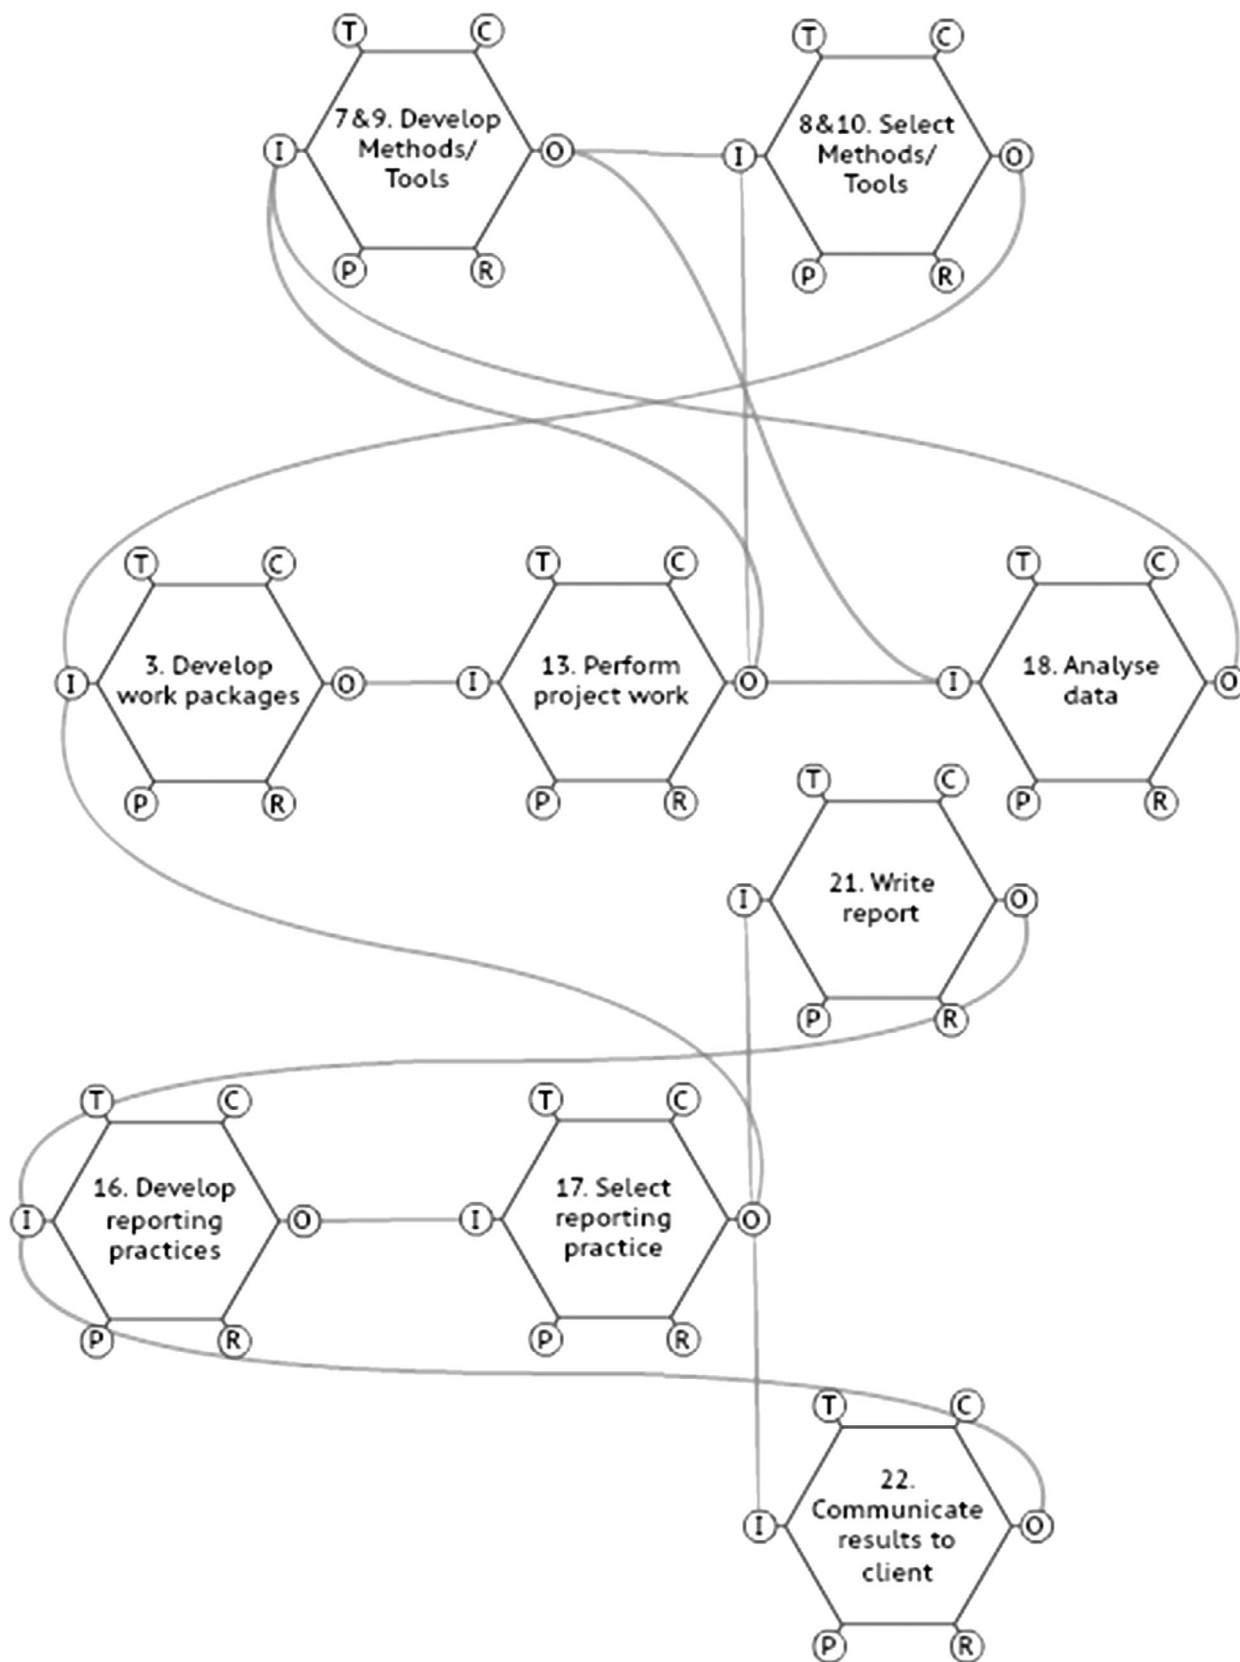 T
C
T
C
7&9. Develop
Methods/
Tools
8&10. Select
Methods/
Tools
I
O
I
O
P
R
P
R
T
C
T
C
T
C
3. Develop
work packages
13. Perform
project work
18. Analyse
data
I
O
I
O
I
O
P
R
P
R
P
R
T
C
21. Write
report
I
O
P
R
T
C
T
C
16. Develop
reporting
practices
17. Select
reporting
practice
I
O
I
O
P
R
P
R
T
C
22.
Communicate
results to
client
I
O
P
R